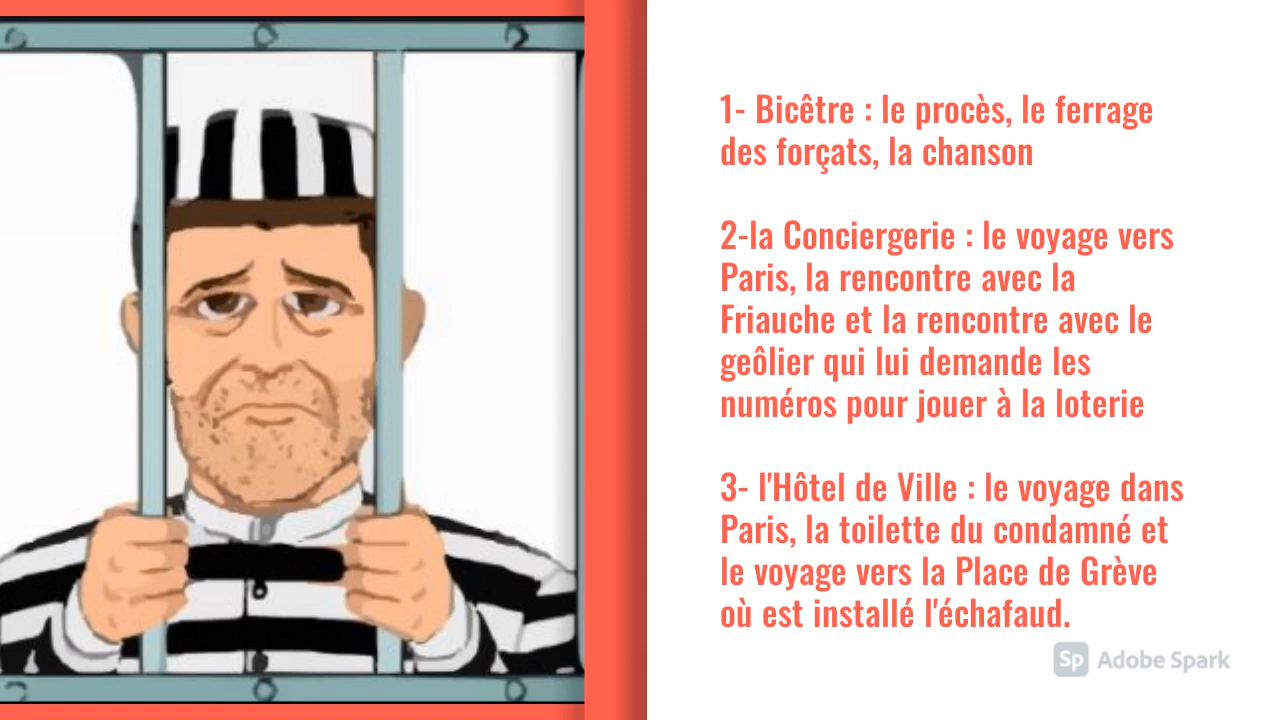 1- Bicêtre : le procès, le ferrage
des forçats, la chanson
2-la Conciergerie : le voyage vers
Paris, la rencontre avec la
Friauche et la rencontre avec le
geôlier qui lui demande les
numéros pour jouer à la loterie
3- l'Hôtel de Ville : le voyage dans
Paris, la toilette du condamné et
le voyage vers la Place de Grève
où est installé l'échafaud.
Sp Adobe Spark